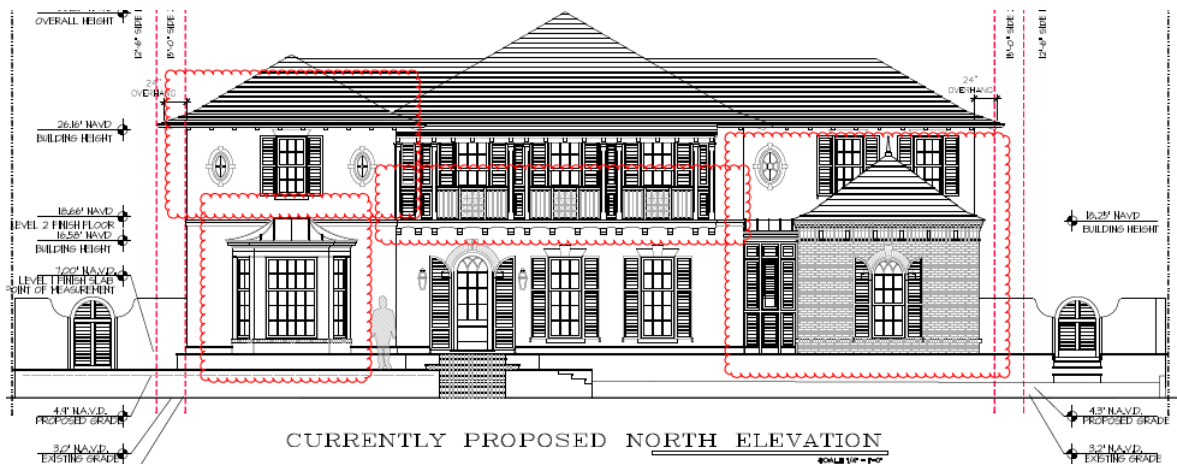 OVERALL HEIGHT
12'-6" SIDE
15'-0" SIDE
15'-0" SIDE
12'-6" SIDE
24"
OVERHANG
24"
OVERHANG
26.16' NAVD
BUILDING HEIGHT
18.66' NAVD
LEVEL 2 FINISH FLOOR
16.58' NAVD
BUILDING HEIGHT
18.25' NAVD
BUILDING HEIGHT
7.00' N.A.V.D.
LEVEL 1 FINISH SLAB
POINT OF MEASUREMENT
4.9' N.A.V.D.
PROPOSED GRADE
4.3' N.A.V.D.
PROPOSED GRADE
CURRENTLY PROPOSED NORTH ELEVATION
3.0' N.A.V.D.
EXISTING GRADE
3.2' N.A.V.D.
EXISTING GRADE